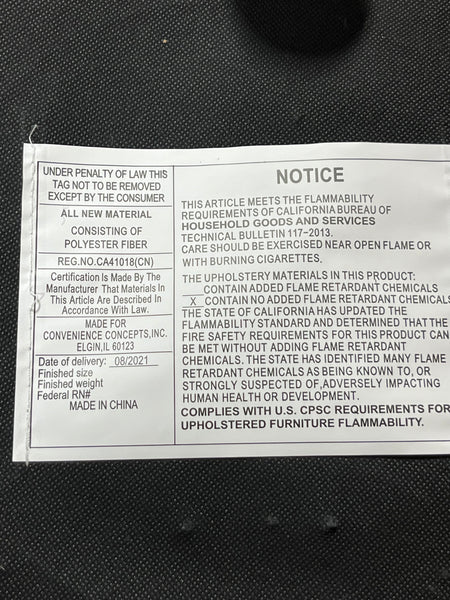 UNDER PENALTY OF LAW THIS
TAG NOT TO BE REMOVED
EXCEPT BY THE CONSUMER
ALL NEW MATERIAL
CONSISTING OF
POLYESTER FIBER
REG.NO.CA41018(CN)
Certification Is Made By The
Manufacturer That Materials In
This Article Are Described In
Accordance With Law.
MADE FOR
CONVENIENCE CONCEPTS,INC.
ELGIN,IL 60123
Date of delivery: 08/2021
Finished size
Finished weight
Federal RN#
MADE IN CHINA
NOTICE
THIS ARTICLE MEETS THE FLAMMABILITY
REQUIREMENTS OF CALIFORNIA BUREAU OF
HOUSEHOLD GOODS AND SERVICES
TECHNICAL BULLETIN 117-2013.
CARE SHOULD BE EXERCISED NEAR OPEN FLAME OR
WITH BURNING CIGARETTES.
THE UPHOLSTERY MATERIALS IN THIS PRODUCT:
CONTAIN ADDED FLAME RETARDANT CHEMICALS
X CONTAIN NO ADDED FLAME RETARDANT CHEMICALS
THE STATE OF CALIFORNIA HAS UPDATED THE
FLAMMABILITY STANDARD AND DETERMINED THAT THE
FIRE SAFETY REQUIREMENTS FOR THIS PRODUCT CAN
BE MET WITHOUT ADDING FLAME RETARDANT
CHEMICALS. THE STATE HAS IDENTIFIED MANY FLAME
RETARDANT CHEMICALS AS BEING KNOWN TO, OR
STRONGLY SUSPECTED OF,ADVERSELY IMPACTING
HUMAN HEALTH OR DEVELOPMENT.
COMPLIES WITH U.S. CPSC REQUIREMENTS FOR
UPHOLSTERED FURNITURE FLAMMABILITY.